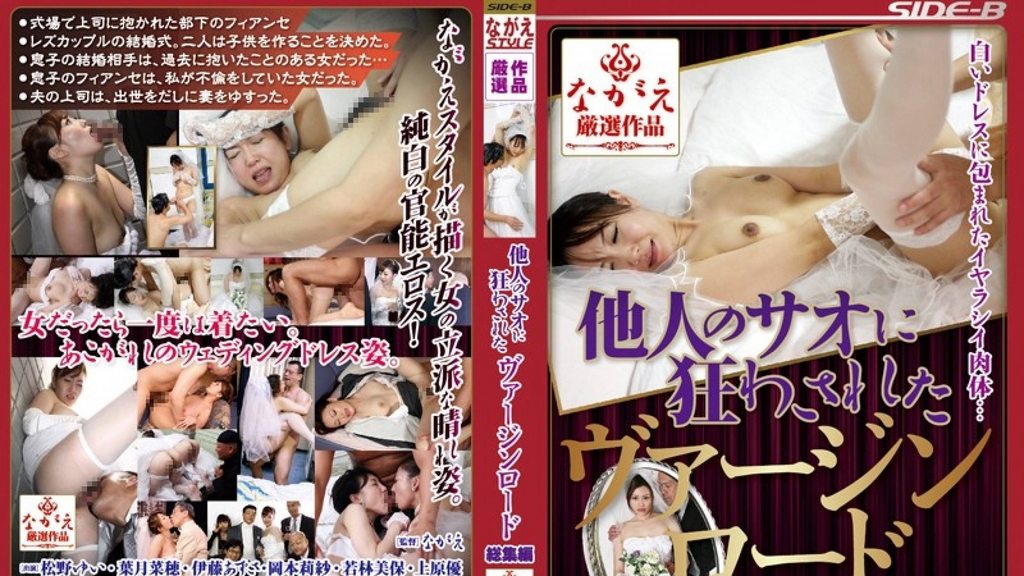 ●式場で上司に抱かれた部下のフィアンセ
●レズカップルの結婚式。二人は子供を作ることを決めた。
●息子の結婚相手は、過去に抱いたことのある女だった…
●息子のフィアンセは、私が不倫をしていた女だった。
●夫の上司は、出世をだしに妻をゆすった。
ながえスタイルが描く女の立派な晴れ姿。
純白の官能エロス！
女だったら一度は着たい。
あこがれのウェディングドレス姿。
ながえ
厳選作品
[監督]ながえ
[出演]松野ゆい・葉月菜穂・伊藤あずさ・岡本莉紗・若林美保・上原優
SIDE-B
ながえ
STYLE
厳選作品
他人のサオに
狂わされた
ヴァージンロード
総集編
SIDE-B
ながえ
厳選作品
白いドレスに包まれたイヤラシイ肉体…
他人のサオに
狂わされした
ヴァージン
ロード